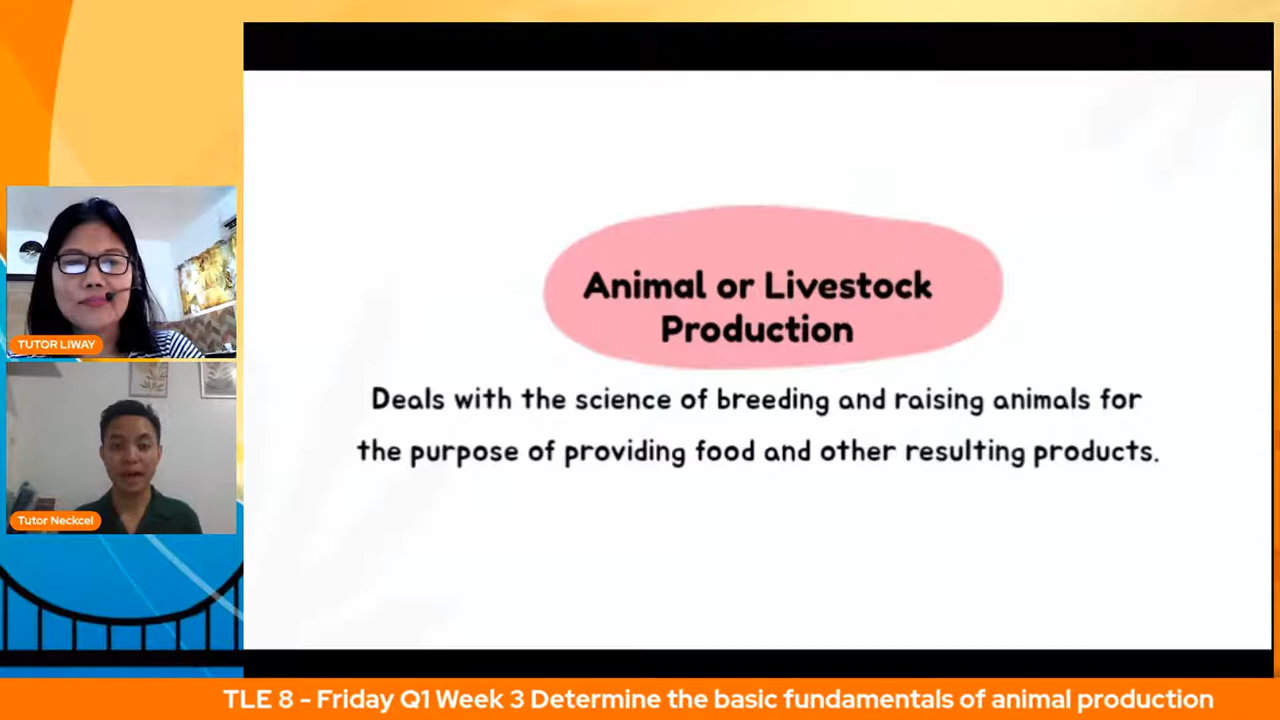 Animal or Livestock
Production
Deals with the science of breeding and raising animals for
the purpose of providing food and other resulting products.
TUTOR LIWAY
Tutor Neckcel
TLE 8 - Friday Q1 Week 3 Determine the basic fundamentals of animal production